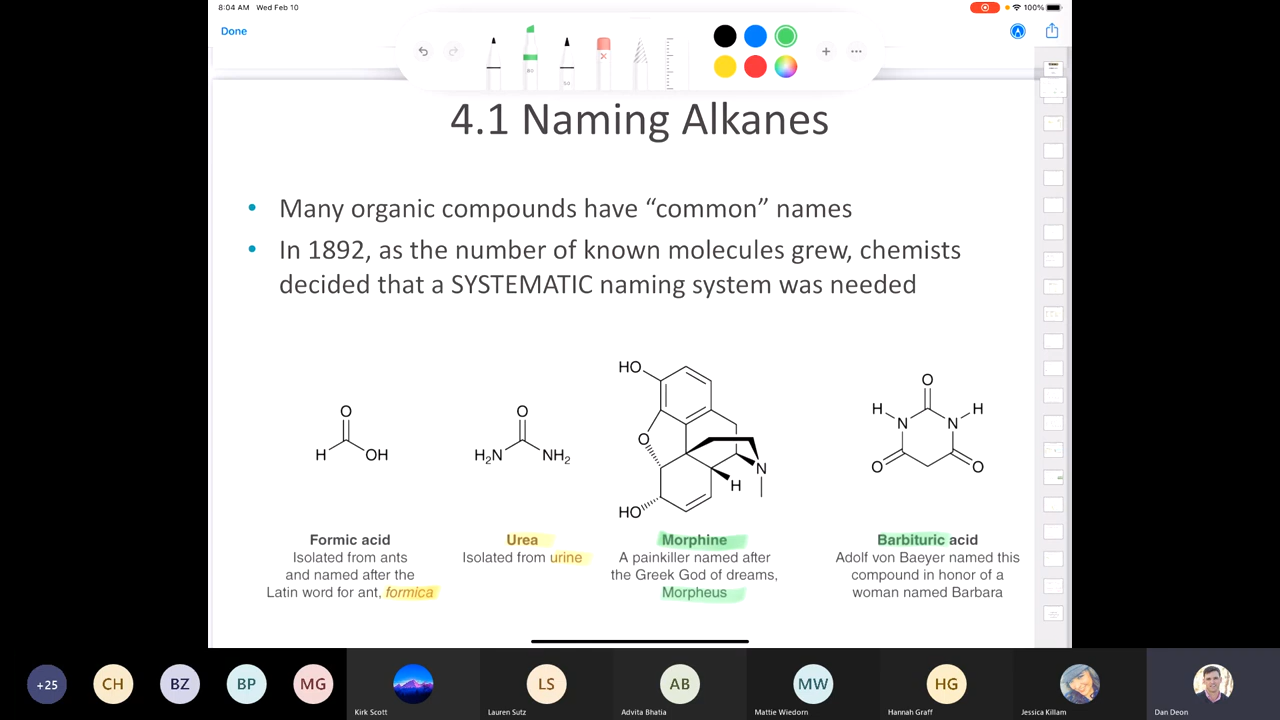 8:04 AM Wed Feb 10
100%
Done
4.1 Naming Alkanes
• Many organic compounds have “common” names
• In 1892, as the number of known molecules grew, chemists
decided that a SYSTEMATIC naming system was needed
O
H
OH
O
H2N
NH2
HO
O
HO
H
N
O
H
H
N
N
O
O
Formic acid
Isolated from ants
and named after the
Latin word for ant, formica
Urea
Isolated from urine
Morphine
A painkiller named after
the Greek God of dreams,
Morpheus
Barbituric acid
Adolf von Baeyer named this
compound in honor of a
woman named Barbara
+25
CH
BZ
BP
MG
Kirk Scott
LS
Lauren Sutz
AB
Advita Bhatia
MW
Mattie Wiedorn
HG
Hannah Graff
Jessica Killam
Dan Deon